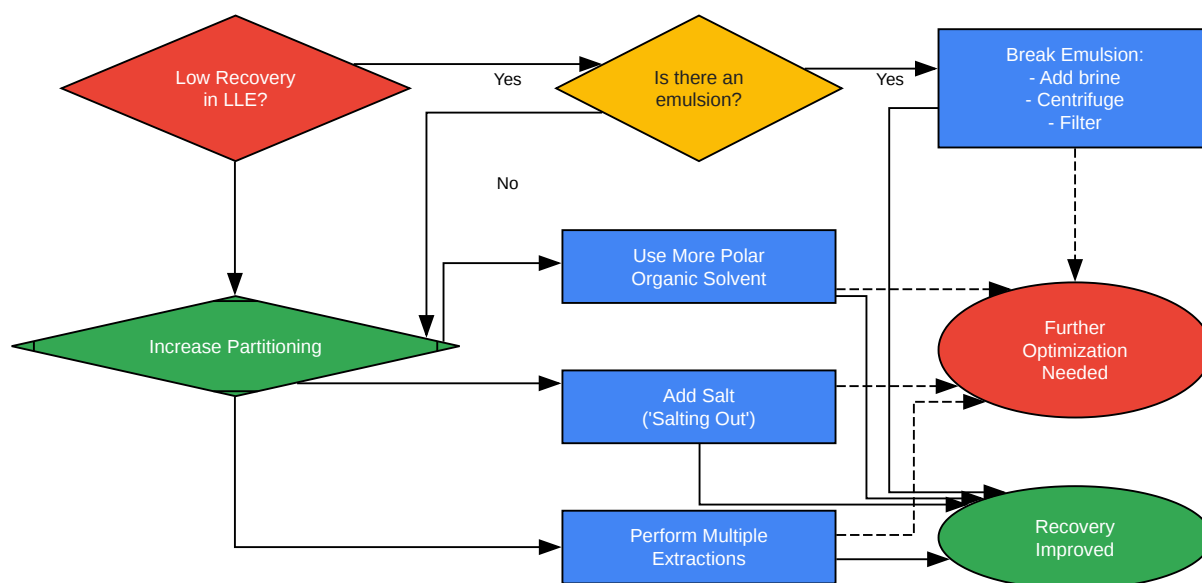 Low Recovery
in LLE?
Yes
Is there an
emulsion?
Yes
Break Emulsion:
- Add brine
- Centrifuge
- Filter
No
Use More Polar
Organic Solvent
Increase Partitioning
Further
Optimization
Needed
Add Salt
('Salting Out')
Perform Multiple
Extractions
Recovery
Improved